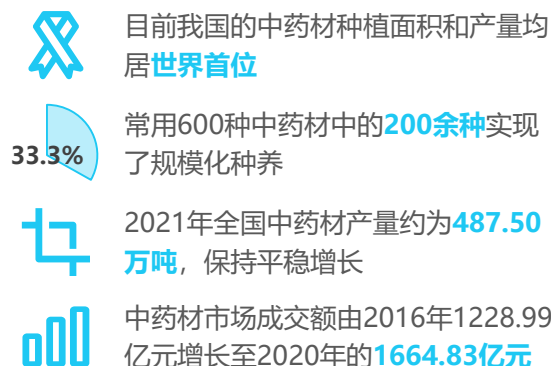 目前我国的中药材种植面积和产量均
居世界首位
常用600种中药材中的200余种实现
了规模化种养
33.3%
2021年全国中药材产量约为487.50
万吨，保持平稳增长
中药材市场成交额由2016年1228.99
亿元增长至2020年的1664.83亿元